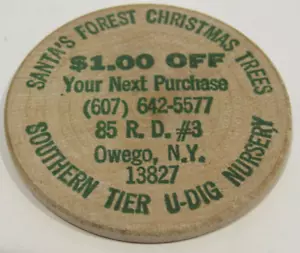 SANTA'S FOREST CHRISTMAS TREES
$1.00 OFF
Your Next Purchase
(607) 642-5577
85 R. D. #3
Owego, N.Y.
13827
SOUTHERN TIER U-DIG NURSERY